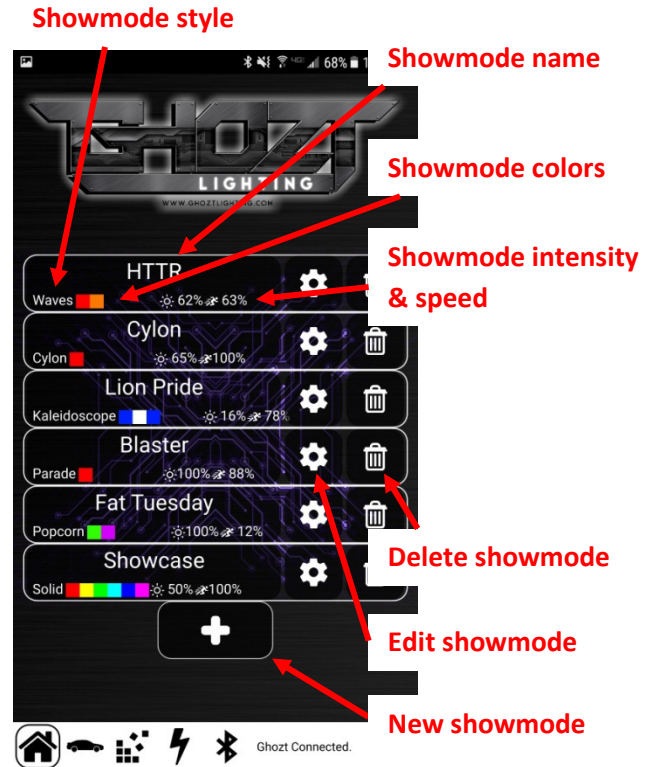 Showmode style
68% 1
Showmode name
GHOZT
LIGHTING
WWW.GHOZTLIGHTING.COM
Showmode colors
HTTR
Waves 62% 63%
Showmode intensity
& speed
Cylon
Cylon 65% 100%
Lion Pride
Kaleidoscope 16% 78%
Blaster
Parade 100% 88%
Fat Tuesday
Popcorn 100% 12%
Delete showmode
Showcase
Solid 50% 100%
Edit showmode
New showmode
Ghozt Connected.